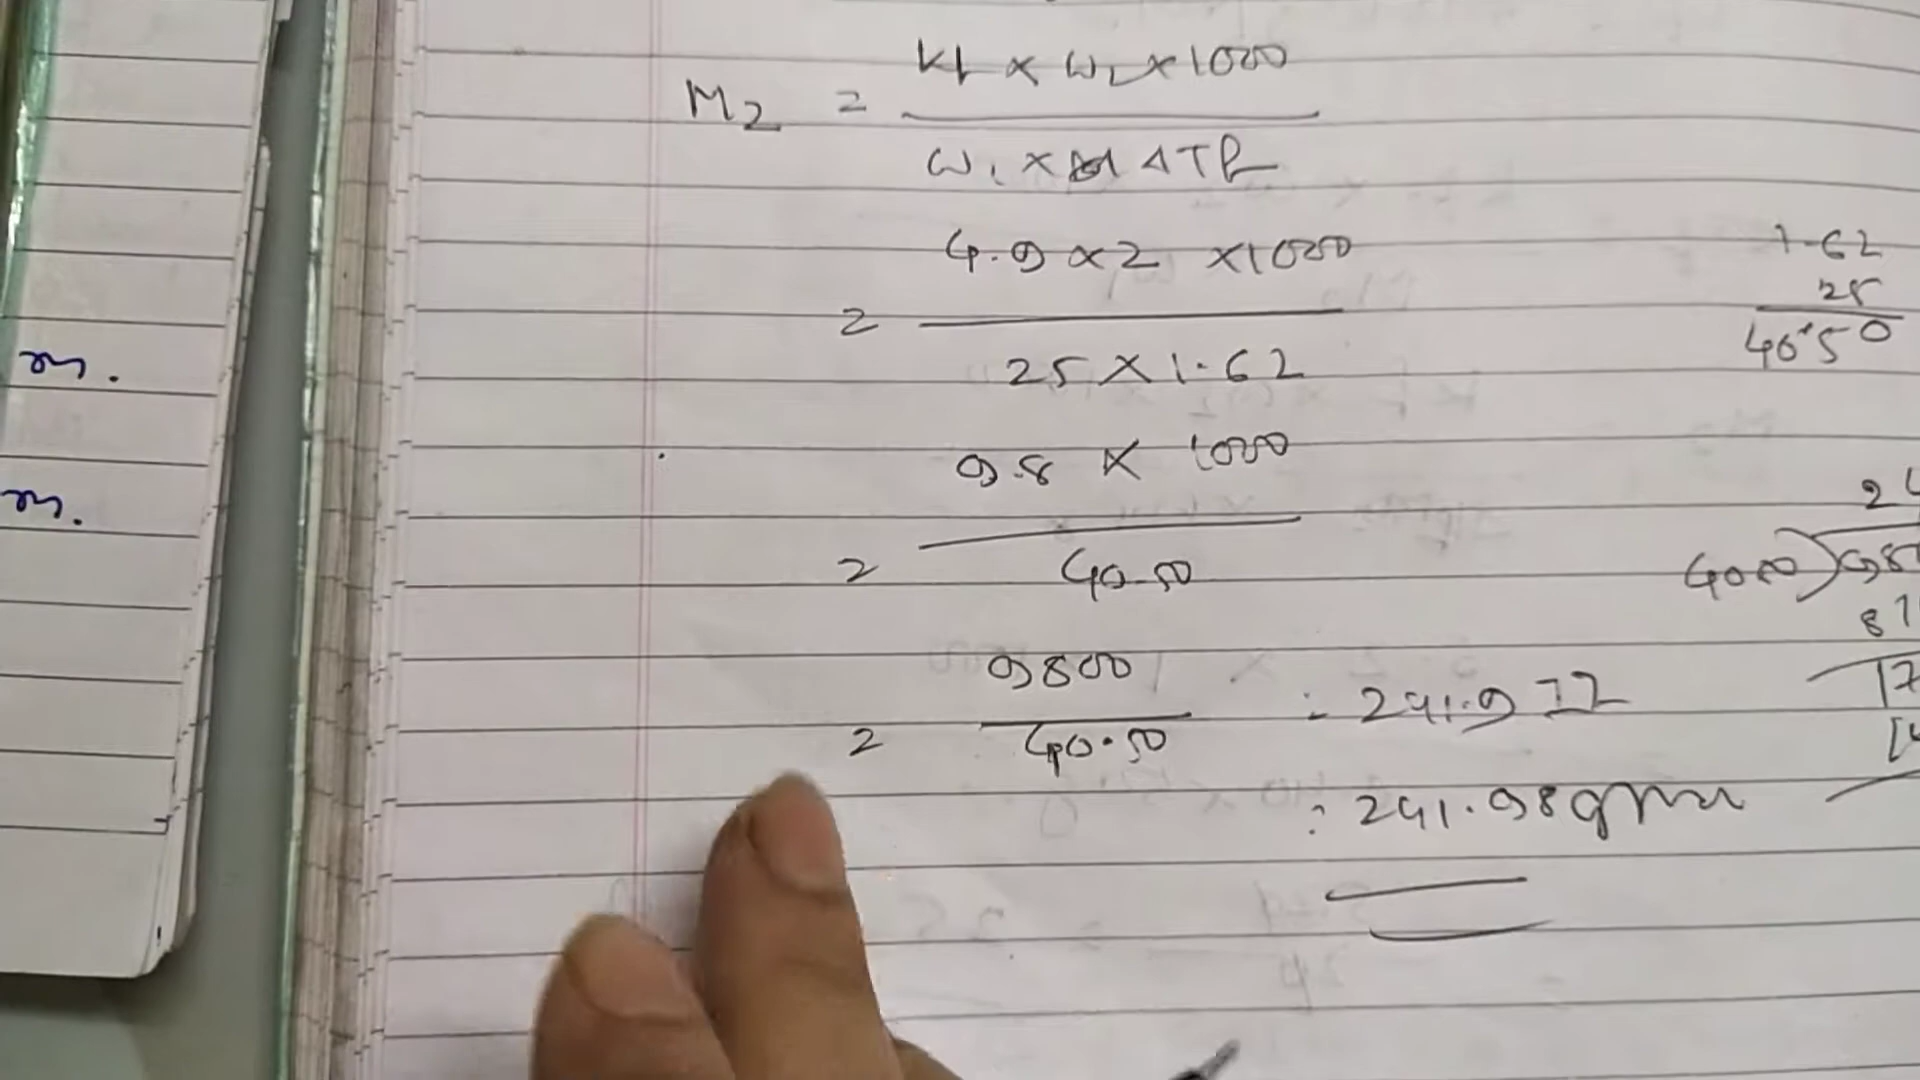 M2 = Kf x w2 x 1000
w1 x ΔTf
= 4.9 x 2 x 1000
25 x 1.62
= 9.8 x 1000
40.50
= 9800
40.50
: 241.972
: 241.98 gm
1.62
25
40.50
m.
m.